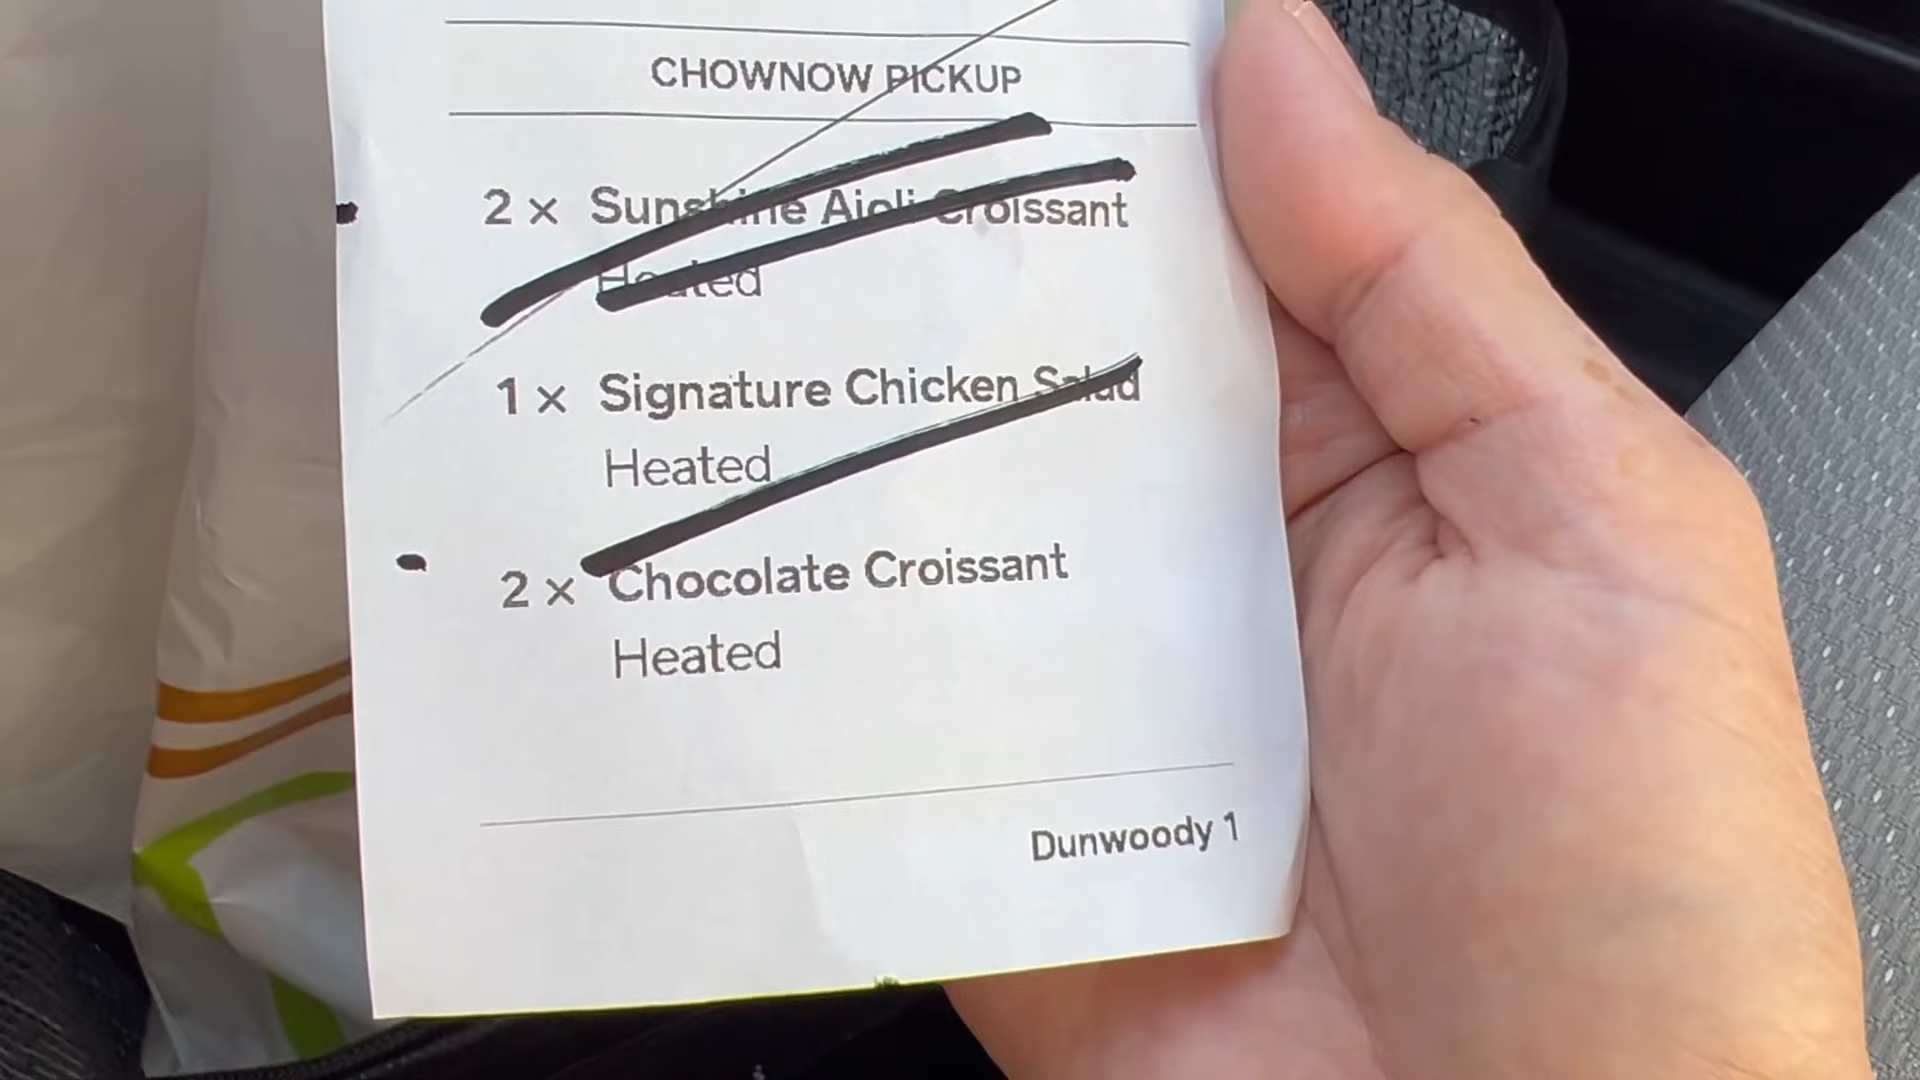 CHOWNOW PICKUP
2 x Sunshine Aioli Croissant
Heated
1 x Signature Chicken Salad
Heated
2 x Chocolate Croissant
Heated
Dunwoody 1